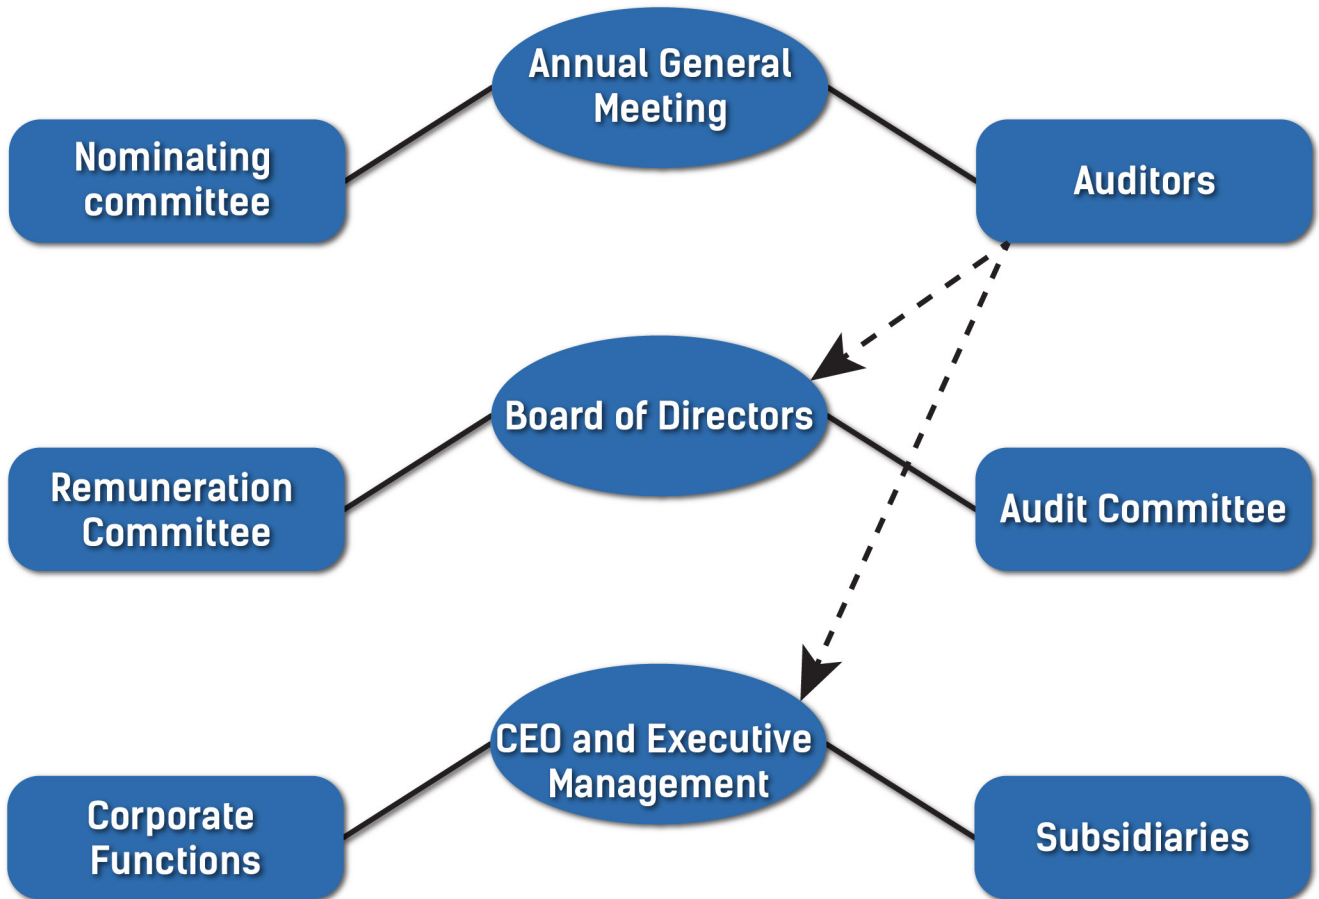 Annual General
Meeting
Nominating
committee
Auditors
Board of Directors
Remuneration
Committee
Audit Committee
CEO and Executive
Management
Corporate
Functions
Subsidiaries